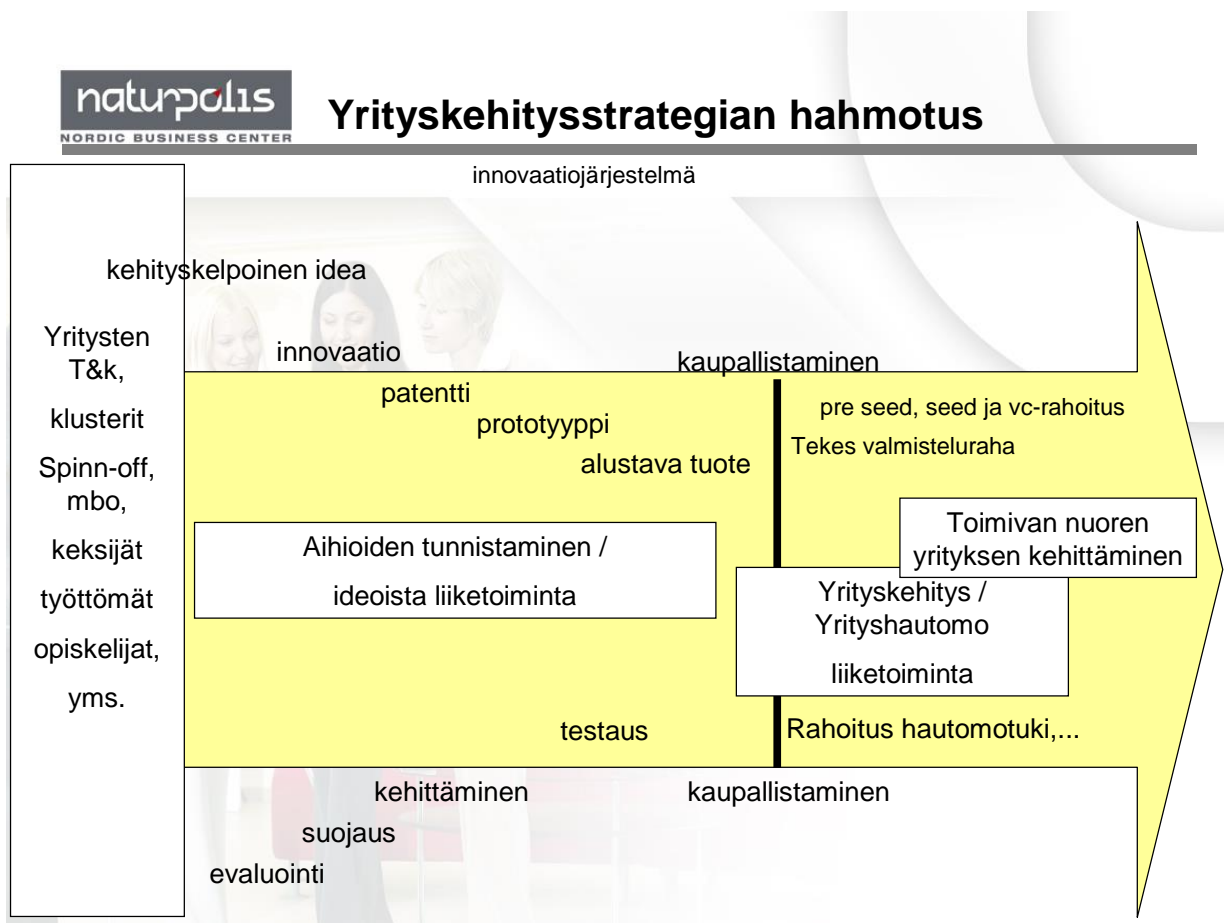 naturpolis
NORDIC BUSINESS CENTER
Yrityskehitysstrategian hahmotus
innovaatiojärjestelmä
kehityskelpoinen idea
Yritysten
T&k,
klusterit
Spinn-off,
mbo,
keksijät
työttömät
opiskelijat,
yms.
innovaatio
patentti
prototyyppi
alustava tuote
kaupallistaminen
pre seed, seed ja vc-rahoitus
Tekes valmisteluraha
Aihioiden tunnistaminen /
ideoista liiketoiminta
Toimivan nuoren
yrityksen kehittäminen
Yrityskehitys /
Yrityshautomo
liiketoiminta
testaus
Rahoitus hautomotuki,...
kehittäminen
kaupallistaminen
suojaus
evaluointi